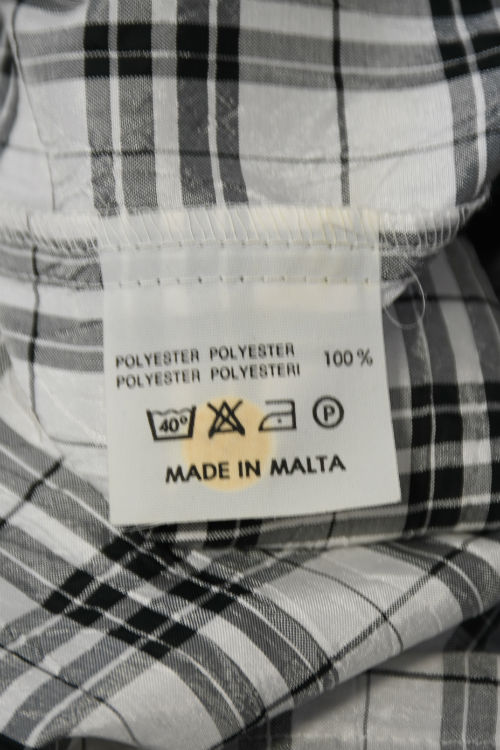 POLYESTER POLYESTER 100%
POLYESTER POLYESTERI
40° P
MADE IN MALTA